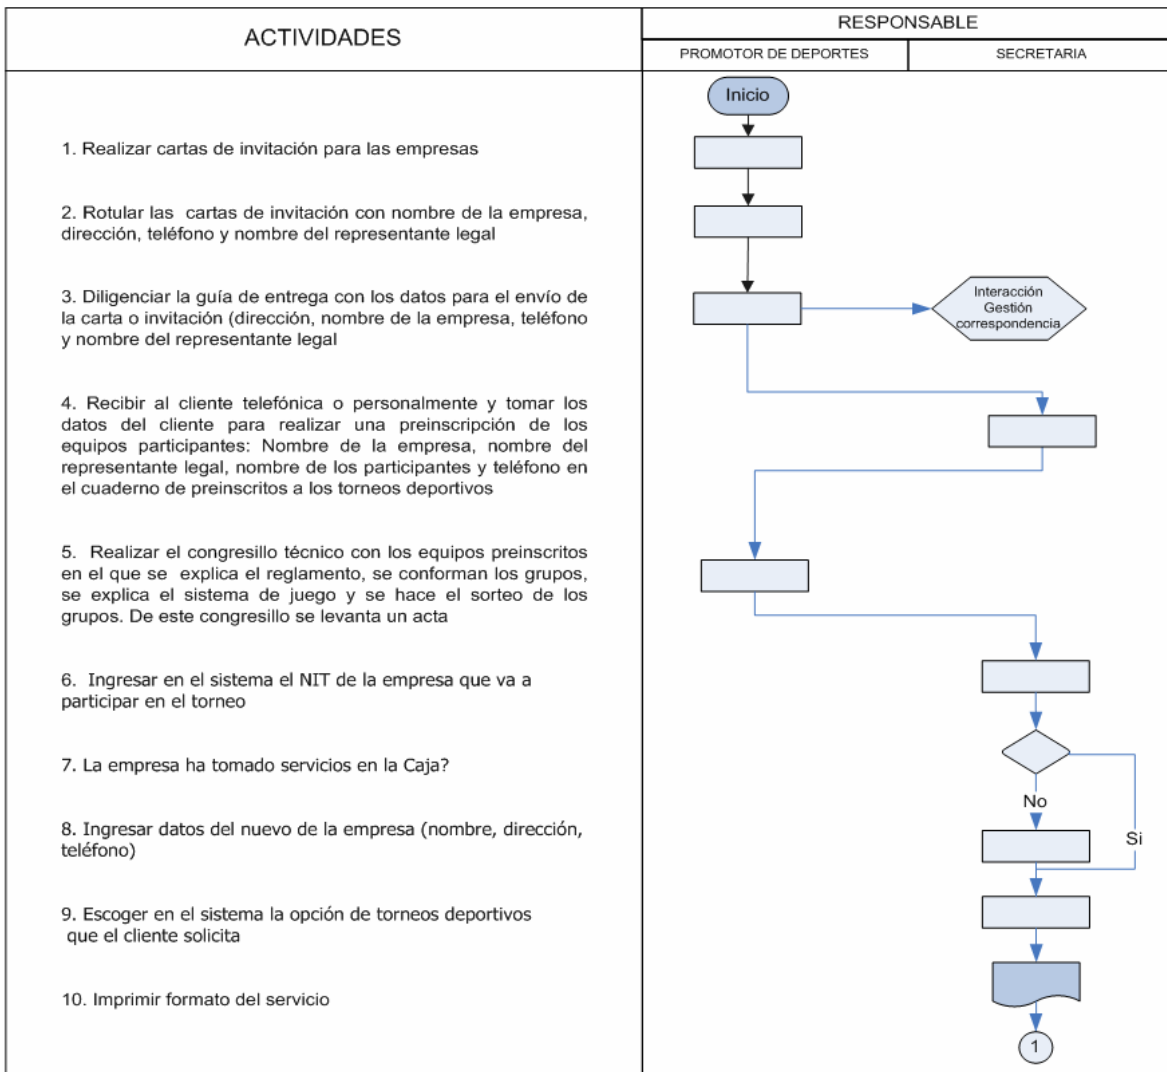 ACTIVIDADES
RESPONSABLE
PROMOTOR DE DEPORTES
SECRETARIA
Inicio
1. Realizar cartas de invitación para las empresas
2. Rotular las cartas de invitación con nombre de la empresa,
dirección, teléfono y nombre del representante legal
3. Diligenciar la guía de entrega con los datos para el envío de
la carta o invitación (dirección, nombre de la empresa, teléfono
y nombre del representante legal
Interacción
Gestión
correspondencia
4. Recibir al cliente telefónica o personalmente y tomar los
datos del cliente para realizar una preinscripción de los
equipos participantes: Nombre de la empresa, nombre del
representante legal, nombre de los participantes y teléfono en
el cuaderno de preinscritos a los torneos deportivos
5. Realizar el congresillo técnico con los equipos preinscritos
en el que se explica el reglamento, se conforman los grupos,
se explica el sistema de juego y se hace el sorteo de los
grupos. De este congresillo se levanta un acta
6. Ingresar en el sistema el NIT de la empresa que va a
participar en el torneo
7. La empresa ha tomado servicios en la Caja?
No
Si
8. Ingresar datos del nuevo de la empresa (nombre, dirección,
teléfono)
9. Escoger en el sistema la opción de torneos deportivos
que el cliente solicita
10. Imprimir formato del servicio
1